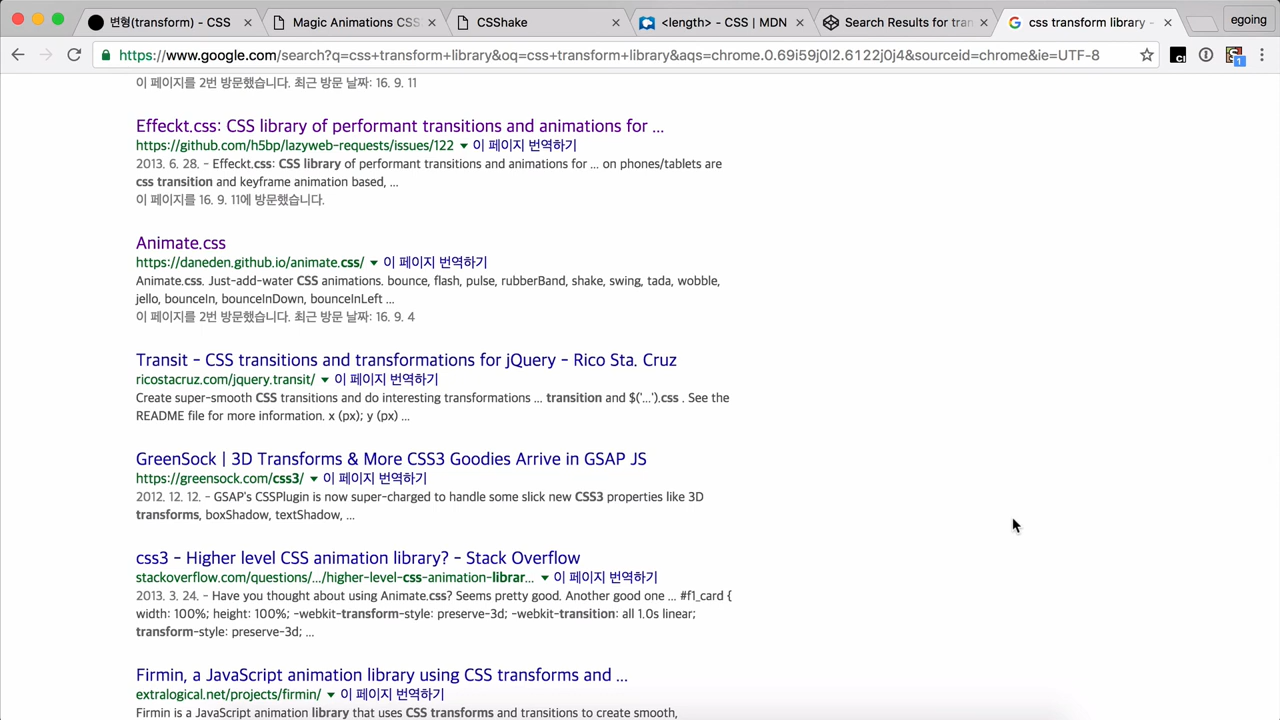 변형(transform) - CSS
Magic Animations CSS
CSShake
<length> - CSS | MDN
Search Results for tran
css transform library -
egoing
https://www.google.com/search?q=css+transform+library&oq=css+transform+library&aqs=chrome.0.69i59j0l2.6122j0j4&sourceid=chrome&ie=UTF-8
1
이 페이지를 2번 방문했습니다. 최근 방문 날짜: 16. 9. 11
Effeckt.css: CSS library of performant transitions and animations for ...
https://github.com/h5bp/lazyweb-requests/issues/122 ▼ 이 페이지 번역하기
2013. 6. 28. - Effeckt.css: CSS library of performant transitions and animations for ... on phones/tablets are
css transition and keyframe animation based, ...
이 페이지를 16. 9. 11에 방문했습니다.
Animate.css
https://daneden.github.io/animate.css/ ▼ 이 페이지 번역하기
Animate.css. Just-add-water CSS animations. bounce, flash, pulse, rubberBand, shake, swing, tada, wobble,
jello, bounceIn, bounceInDown, bounceInLeft ...
이 페이지를 2번 방문했습니다. 최근 방문 날짜: 16. 9. 4
Transit - CSS transitions and transformations for jQuery - Rico Sta. Cruz
ricostacruz.com/jquery.transit/ ▼ 이 페이지 번역하기
Create super-smooth CSS transitions and do interesting transformations ... transition and $('...').css . See the
README file for more information. x (px); y (px) ...
GreenSock | 3D Transforms & More CSS3 Goodies Arrive in GSAP JS
https://greensock.com/css3/ ▼ 이 페이지 번역하기
2012. 12. 12. - GSAP's CSSPlugin is now super-charged to handle some slick new CSS3 properties like 3D
transforms, boxShadow, textShadow, ...
css3 - Higher level CSS animation library? - Stack Overflow
stackoverflow.com/questions/.../higher-level-css-animation-librar... ▼ 이 페이지 번역하기
2013. 3. 24. - Have you thought about using Animate.css? Seems pretty good. Another good one ... #f1_card {
width: 100%; height: 100%; -webkit-transform-style: preserve-3d; -webkit-transition: all 1.0s linear;
transform-style: preserve-3d; ...
Firmin, a JavaScript animation library using CSS transforms and ...
extralogical.net/projects/firmin/ ▼ 이 페이지 번역하기
Firmin is a JavaScript animation library that uses CSS transforms and transitions to create smooth,